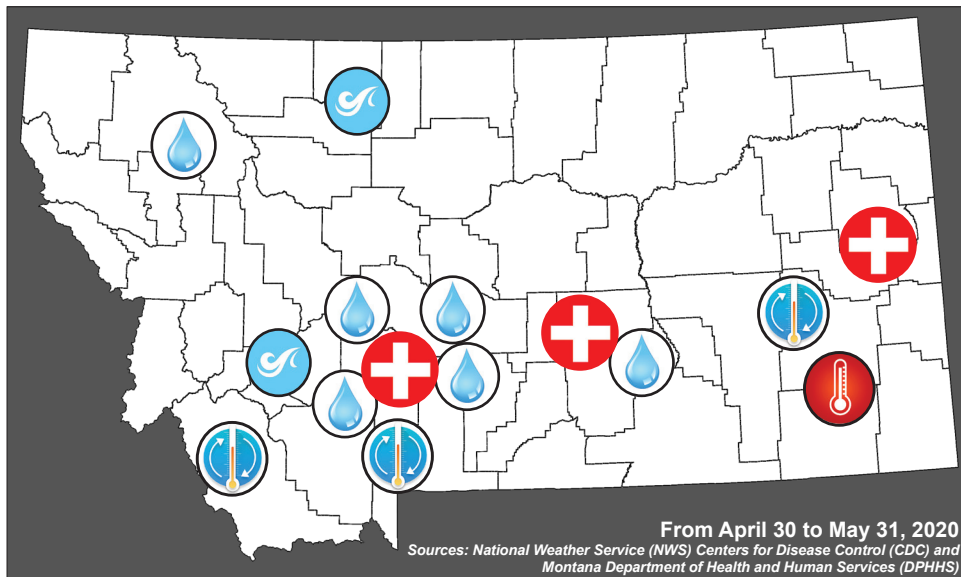 From April 30 to May 31, 2020
Sources: National Weather Service (NWS) Centers for Disease Control (CDC) and
Montana Department of Health and Human Services (DPHHS)